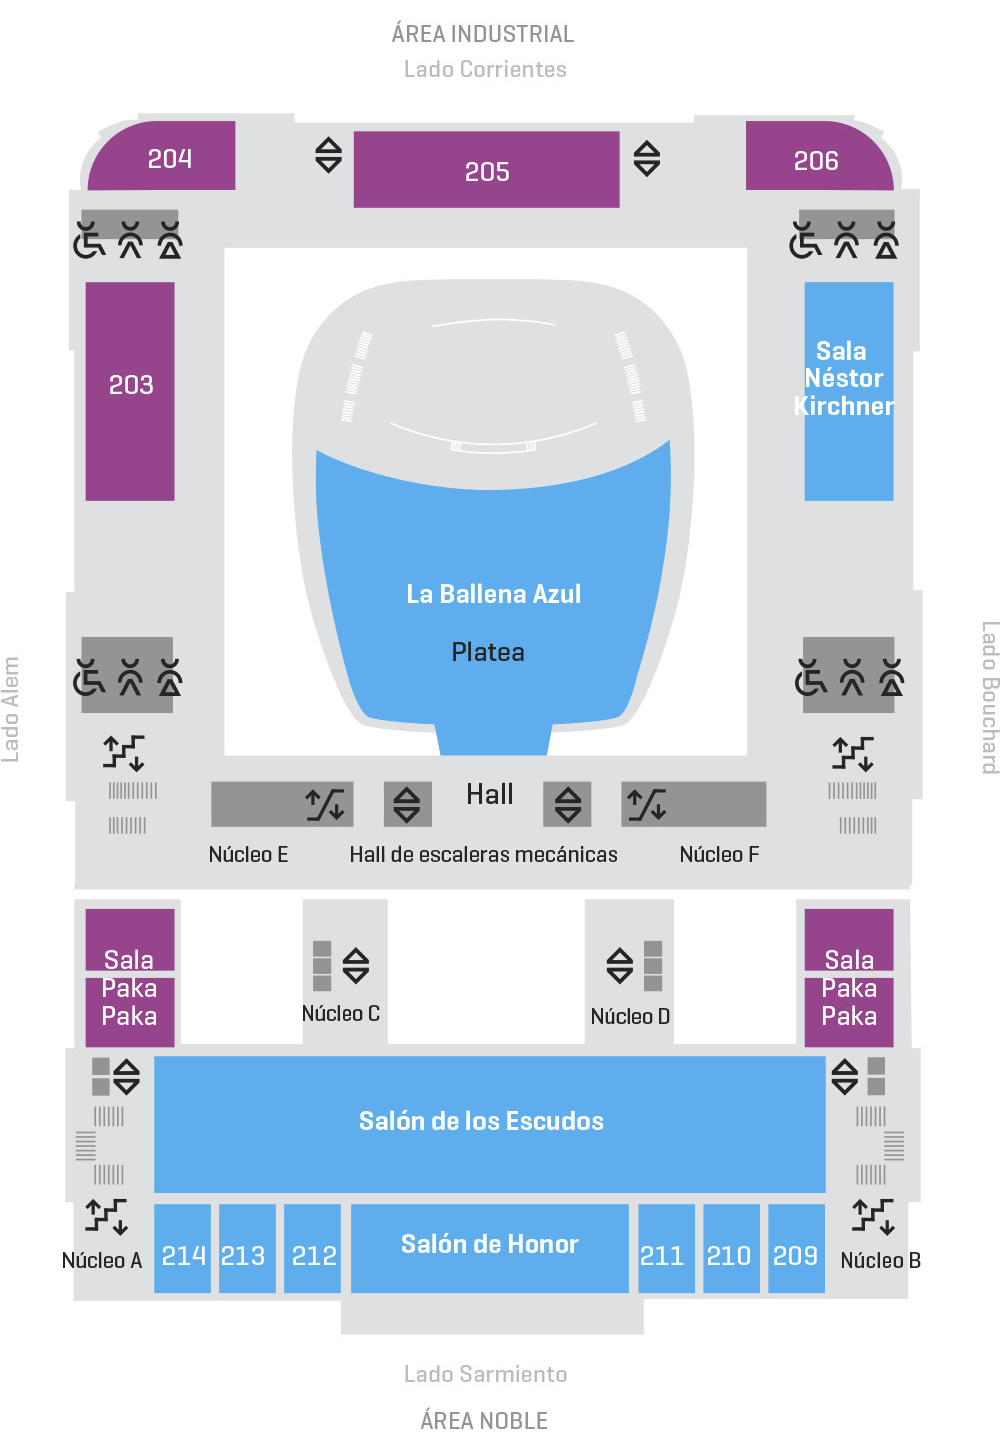 ÁREA INDUSTRIAL
Lado Corrientes
204
205
206
203
Sala
Néstor
Kirchner
La Ballena Azul
Platea
Lado Alem
Lado Bouchard
Hall
Núcleo E
Hall de escaleras mecánicas
Núcleo F
Sala
Paka
Paka
Sala
Paka
Paka
Núcleo C
Núcleo D
Salón de los Escudos
Salón de Honor
214
213
212
211
210
209
Núcleo A
Núcleo B
Lado Sarmiento
ÁREA NOBLE